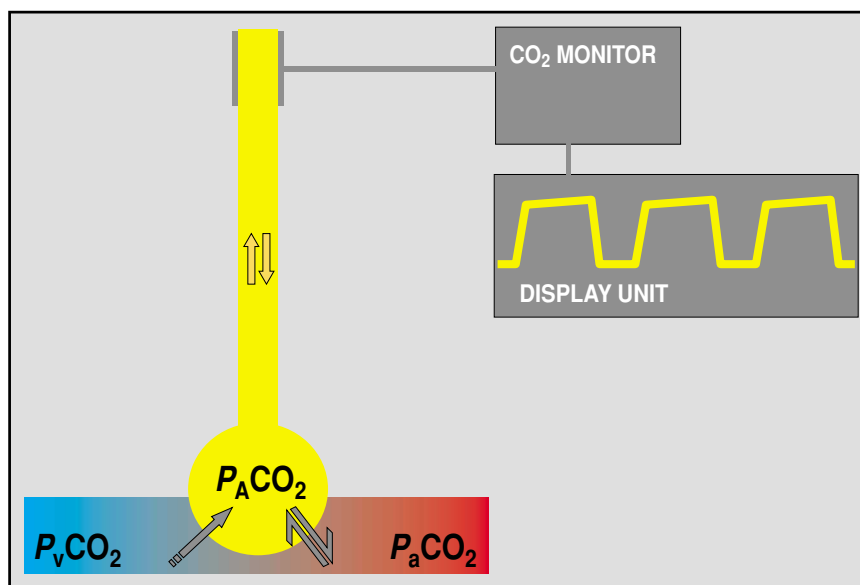 CO₂ MONITOR
DISPLAY UNIT
PACO₂
PvCO₂
PaCO₂